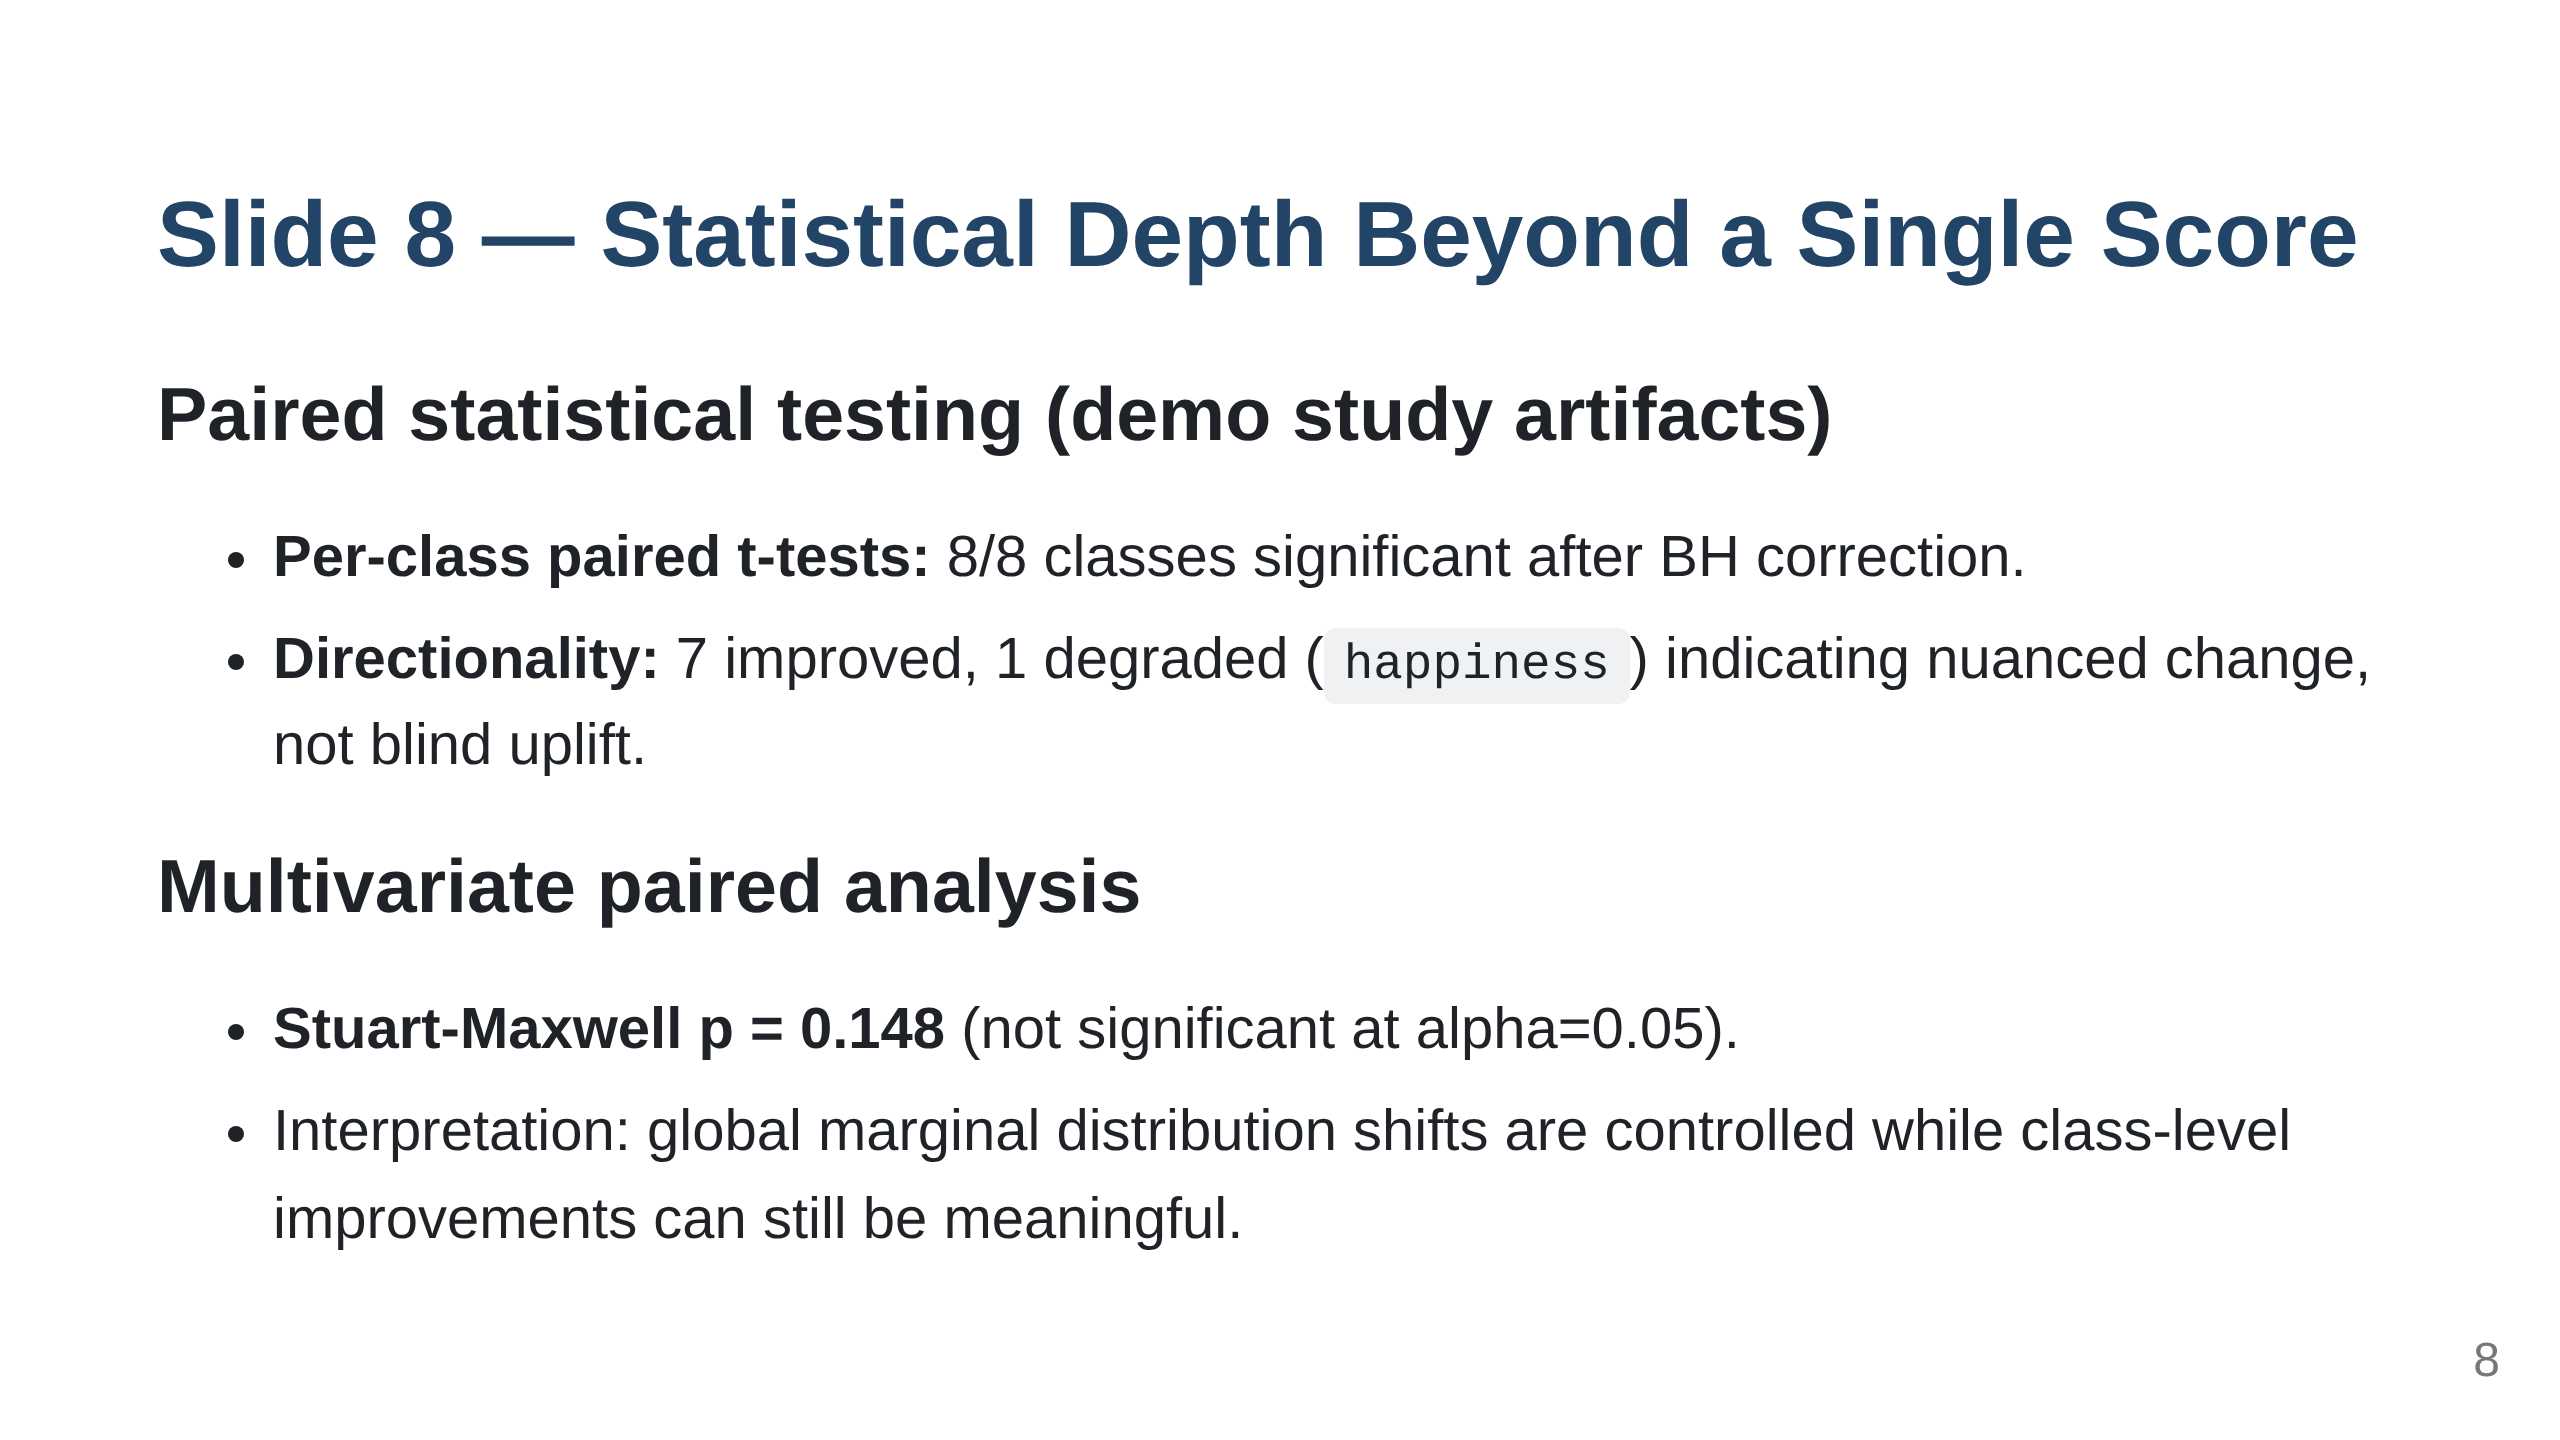 Slide 8 — Statistical Depth Beyond a Single Score
Paired statistical testing (demo study artifacts)
• Per-class paired t-tests: 8/8 classes significant after BH correction.
• Directionality: 7 improved, 1 degraded (happiness) indicating nuanced change,
not blind uplift.
Multivariate paired analysis
• Stuart-Maxwell p = 0.148 (not significant at alpha=0.05).
• Interpretation: global marginal distribution shifts are controlled while class-level
improvements can still be meaningful.
8